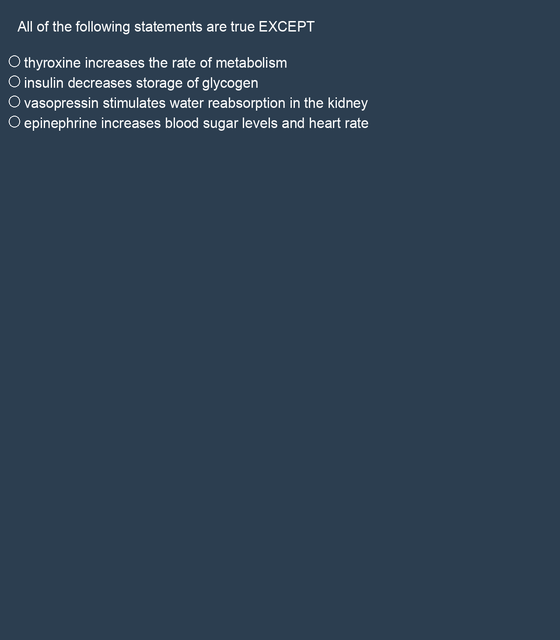 All of the following statements are true EXCEPT
thyroxine increases the rate of metabolism
insulin decreases storage of glycogen
vasopressin stimulates water reabsorption in the kidney
epinephrine increases blood sugar levels and heart rate